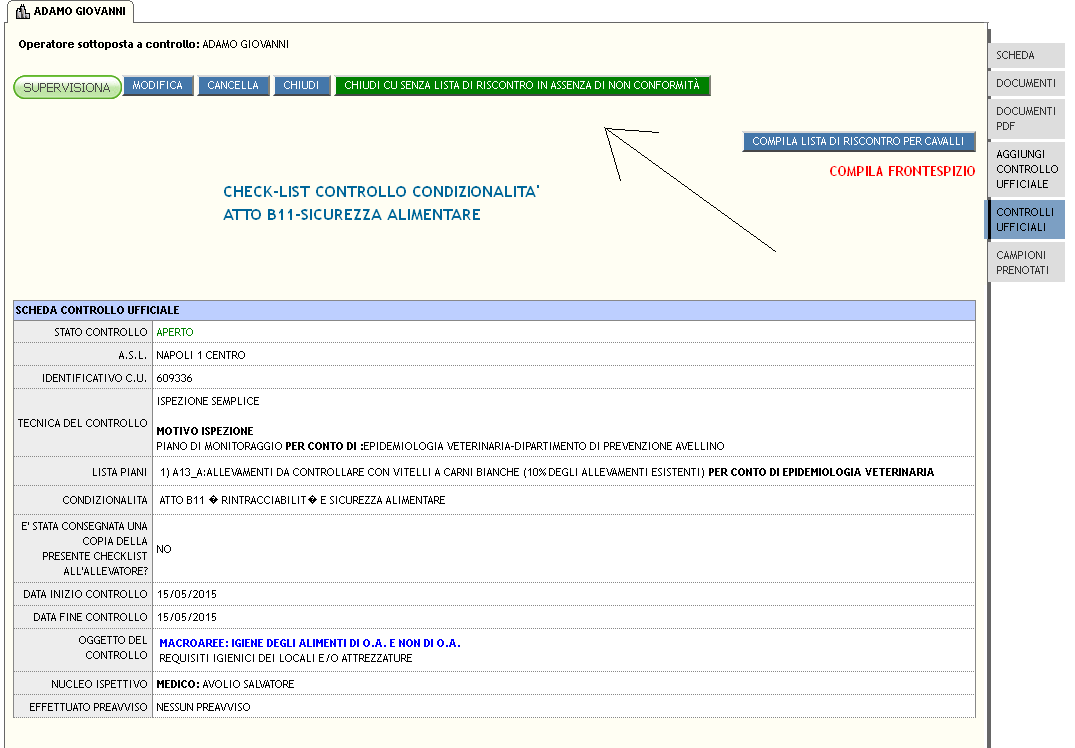 ADAMO GIOVANNI
Operatore sottoposta a controllo: ADAMO GIOVANNI
SUPERVISIONA MODIFICA CANCELLA CHIUDI CHIUDI CU SENZA LISTA DI RISCONTRO IN ASSENZA DI NON CONFORMITÀ
COMPILA LISTA DI RISCONTRO PER CAVALLI
COMPILA FRONTESPIZIO
CHECK-LIST CONTROLLO CONDIZIONALITA'
ATTO B11-SICUREZZA ALIMENTARE
SCHEDA CONTROLLO UFFICIALE
STATO CONTROLLO APERTO
A.S.L. NAPOLI 1 CENTRO
IDENTIFICATIVO C.U. 609336
TECNICA DEL CONTROLLO
ISPEZIONE SEMPLICE
MOTIVO ISPEZIONE
PIANO DI MONITORAGGIO PER CONTO DI :EPIDEMIOLOGIA VETERINARIA-DIPARTIMENTO DI PREVENZIONE AVELLINO
LISTA PIANI 1) A13_A:ALLEVAMENTI DA CONTROLLARE CON VITELLI A CARNI BIANCHE (10% DEGLI ALLEVAMENTI ESISTENTI) PER CONTO DI EPIDEMIOLOGIA VETERINARIA
CONDIZIONALITA ATTO B11 � RINTRACCIABILIT� E SICUREZZA ALIMENTARE
E' STATA CONSEGNATA UNA
COPIA DELLA
PRESENTE CHECKLIST
ALL'ALLEVATORE?
NO
DATA INIZIO CONTROLLO 15/05/2015
DATA FINE CONTROLLO 15/05/2015
OGGETTO DEL
CONTROLLO
MACROAREE: IGIENE DEGLI ALIMENTI DI O.A. E NON DI O.A.
REQUISITI IGIENICI DEI LOCALI E/O ATTREZZATURE
NUCLEO ISPETTIVO MEDICO: AVOLIO SALVATORE
EFFETTUATO PREAVVISO NESSUN PREAVVISO
SCHEDA
DOCUMENTI
DOCUMENTI
PDF
AGGIUNGI
CONTROLLO
UFFICIALE
CONTROLLI
UFFICIALI
CAMPIONI
PRENOTATI